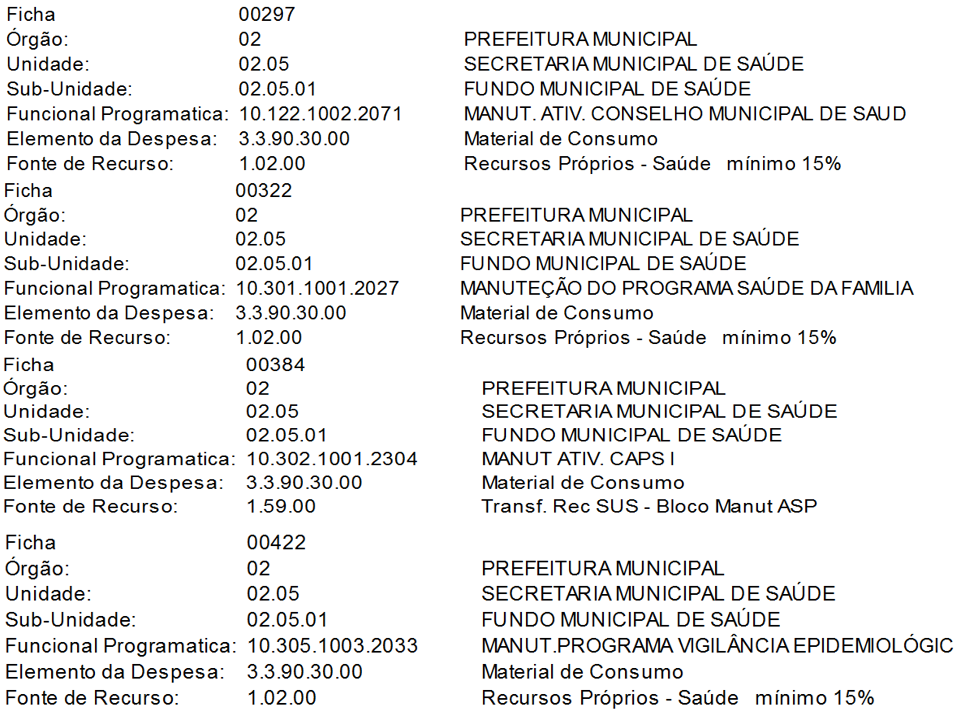 Ficha 00297
Órgão: 02 PREFEITURA MUNICIPAL
Unidade: 02.05 SECRETARIA MUNICIPAL DE SAÚDE
Sub-Unidade: 02.05.01 FUNDO MUNICIPAL DE SAÚDE
Funcional Programatica: 10.122.1002.2071 MANUT. ATIV. CONSELHO MUNICIPAL DE SAUD
Elemento da Despesa: 3.3.90.30.00 Material de Consumo
Fonte de Recurso: 1.02.00 Recursos Próprios - Saúde mínimo 15%
Ficha 00322
Órgão: 02 PREFEITURA MUNICIPAL
Unidade: 02.05 SECRETARIA MUNICIPAL DE SAÚDE
Sub-Unidade: 02.05.01 FUNDO MUNICIPAL DE SAÚDE
Funcional Programatica: 10.301.1001.2027 MANUTEÇÃO DO PROGRAMA SAÚDE DA FAMILIA
Elemento da Despesa: 3.3.90.30.00 Material de Consumo
Fonte de Recurso: 1.02.00 Recursos Próprios - Saúde mínimo 15%
Ficha 00384
Órgão: 02 PREFEITURA MUNICIPAL
Unidade: 02.05 SECRETARIA MUNICIPAL DE SAÚDE
Sub-Unidade: 02.05.01 FUNDO MUNICIPAL DE SAÚDE
Funcional Programatica: 10.302.1001.2304 MANUT ATIV. CAPS I
Elemento da Despesa: 3.3.90.30.00 Material de Consumo
Fonte de Recurso: 1.59.00 Transf. Rec SUS - Bloco Manut ASP
Ficha 00422
Órgão: 02 PREFEITURA MUNICIPAL
Unidade: 02.05 SECRETARIA MUNICIPAL DE SAÚDE
Sub-Unidade: 02.05.01 FUNDO MUNICIPAL DE SAÚDE
Funcional Programatica: 10.305.1003.2033 MANUT.PROGRAMA VIGILÂNCIA EPIDEMIOLÓGIC
Elemento da Despesa: 3.3.90.30.00 Material de Consumo
Fonte de Recurso: 1.02.00 Recursos Próprios - Saúde mínimo 15%